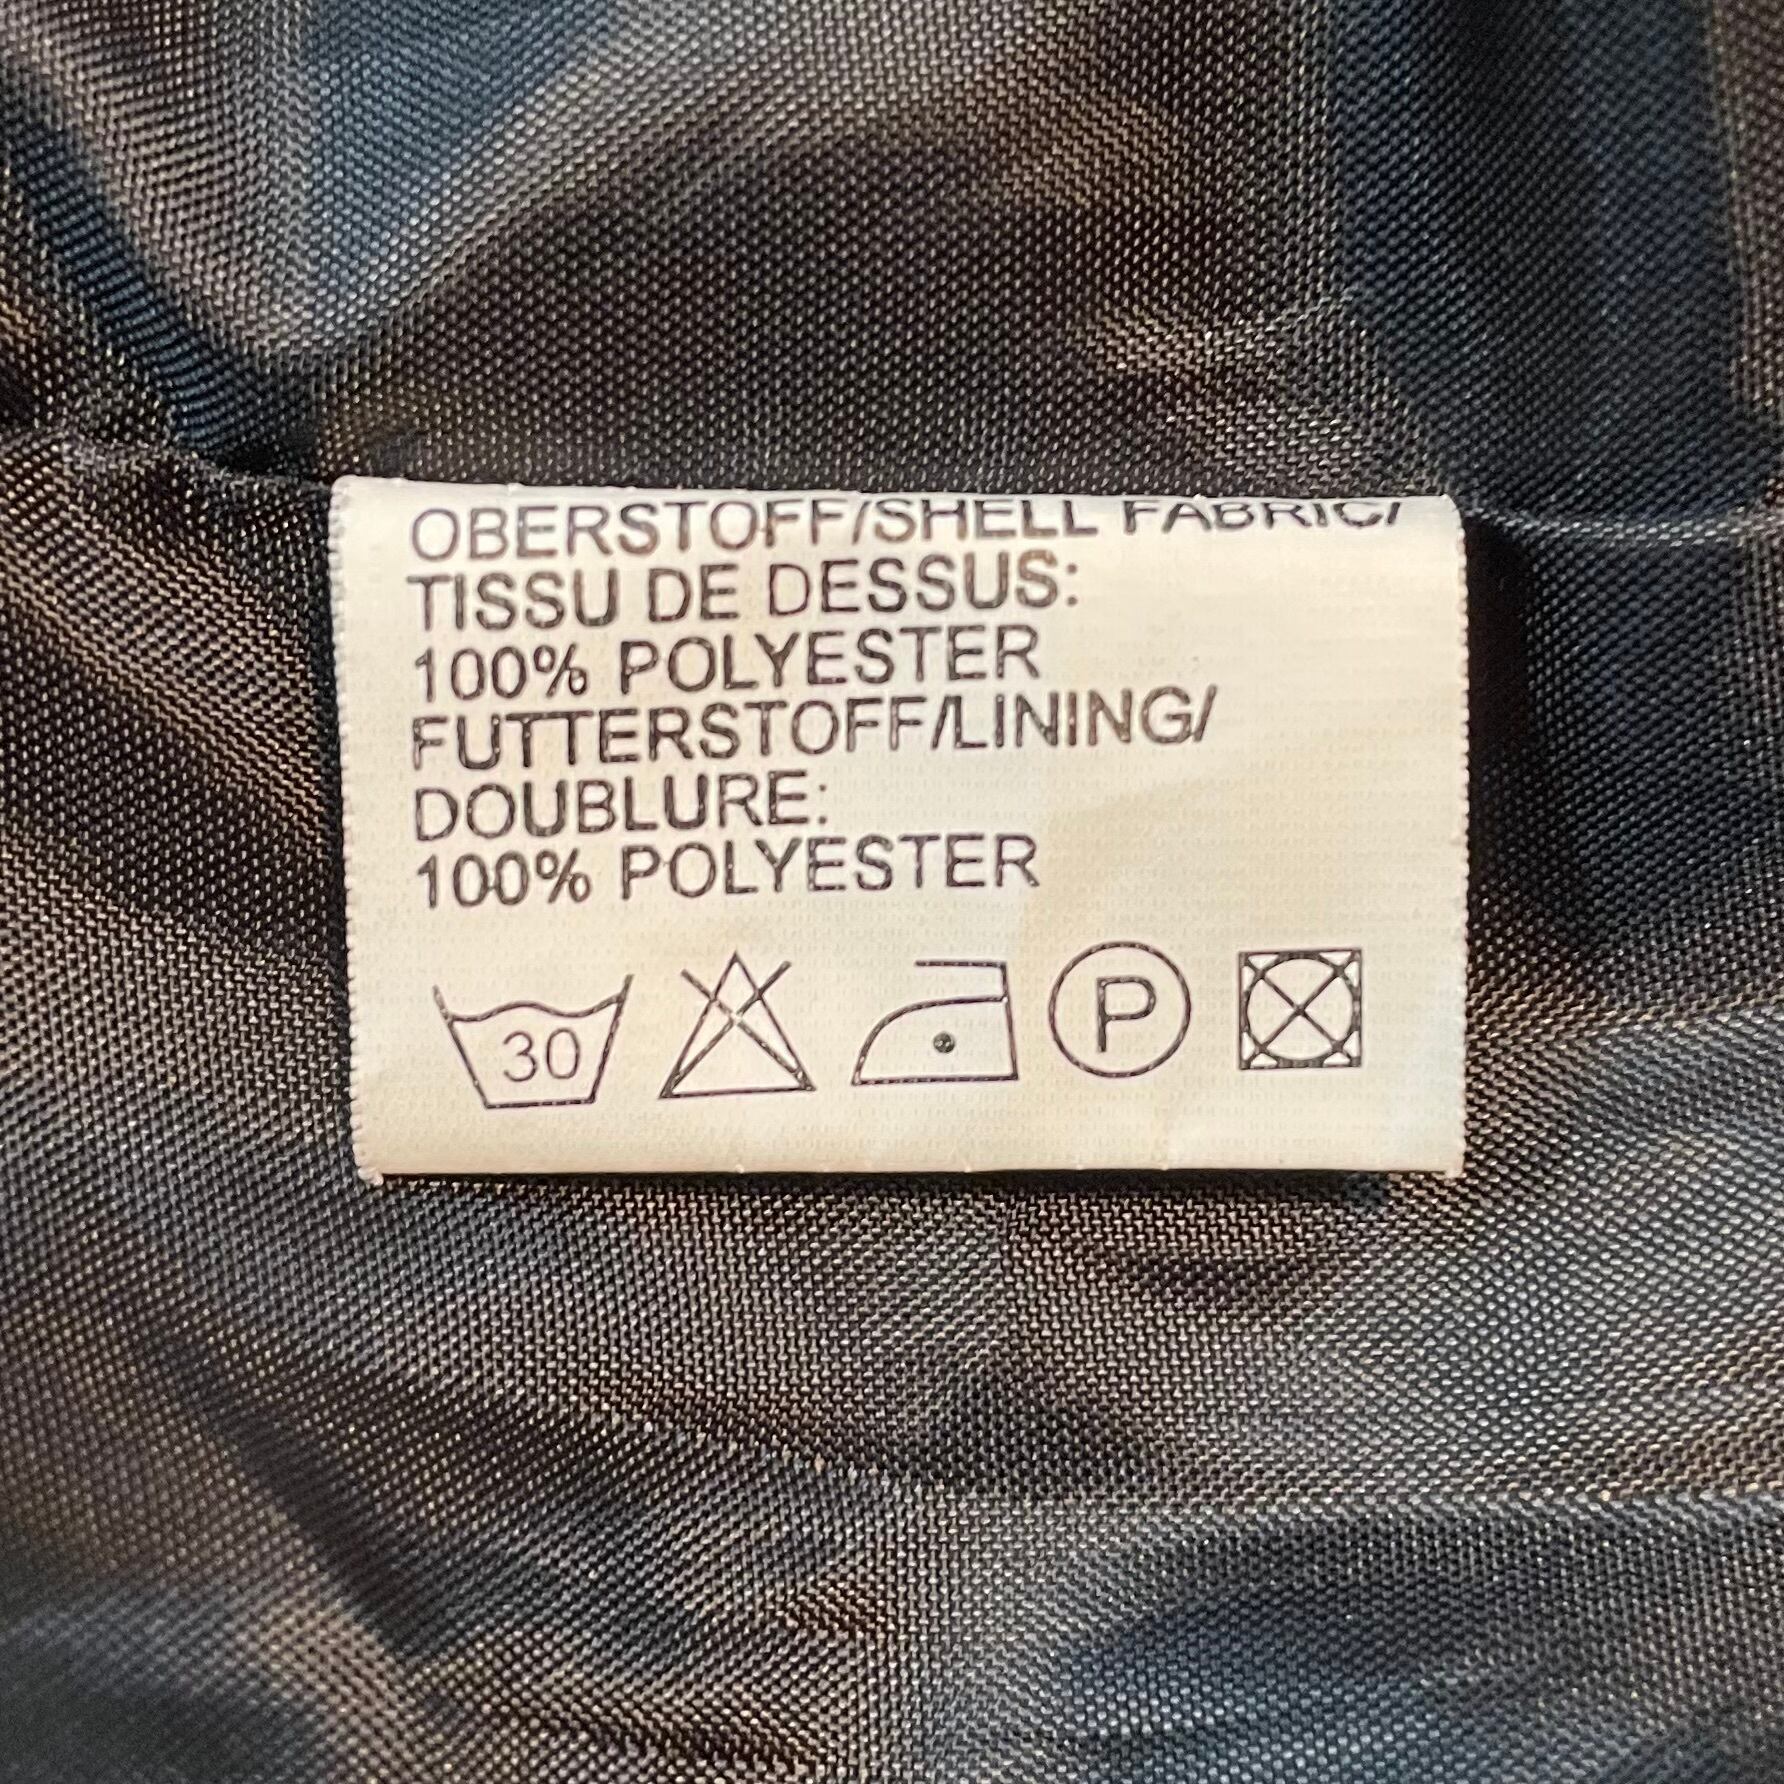 OBERSTOFF/SHELL FABRIC/
TISSU DE DESSUS:
100% POLYESTER
FUTTERSTOFF/LINING/
DOUBLURE:
100% POLYESTER
30 P